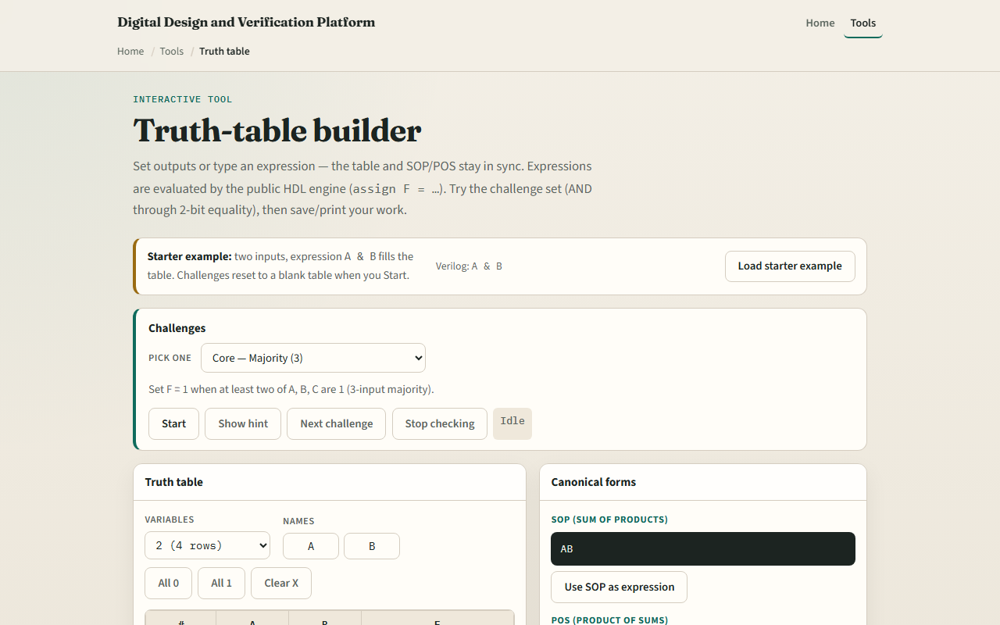 Digital Design and Verification Platform
Home
Tools
Home / Tools / Truth table
INTERACTIVE TOOL
Truth-table builder
Set outputs or type an expression — the table and SOP/POS stay in sync. Expressions
are evaluated by the public HDL engine (assign F = …). Try the challenge set (AND
through 2-bit equality), then save/print your work.
Starter example: two inputs, expression A & B fills the
table. Challenges reset to a blank table when you Start.
Verilog: A & B
Load starter example
Challenges
PICK ONE
Core — Majority (3)
Set F = 1 when at least two of A, B, C are 1 (3-input majority).
Start
Show hint
Next challenge
Stop checking
Idle
Truth table
VARIABLES
NAMES
2 (4 rows)
A
B
All 0
All 1
Clear X
# A B F
Canonical forms
SOP (SUM OF PRODUCTS)
AB
Use SOP as expression
POS (PRODUCT OF SUMS)